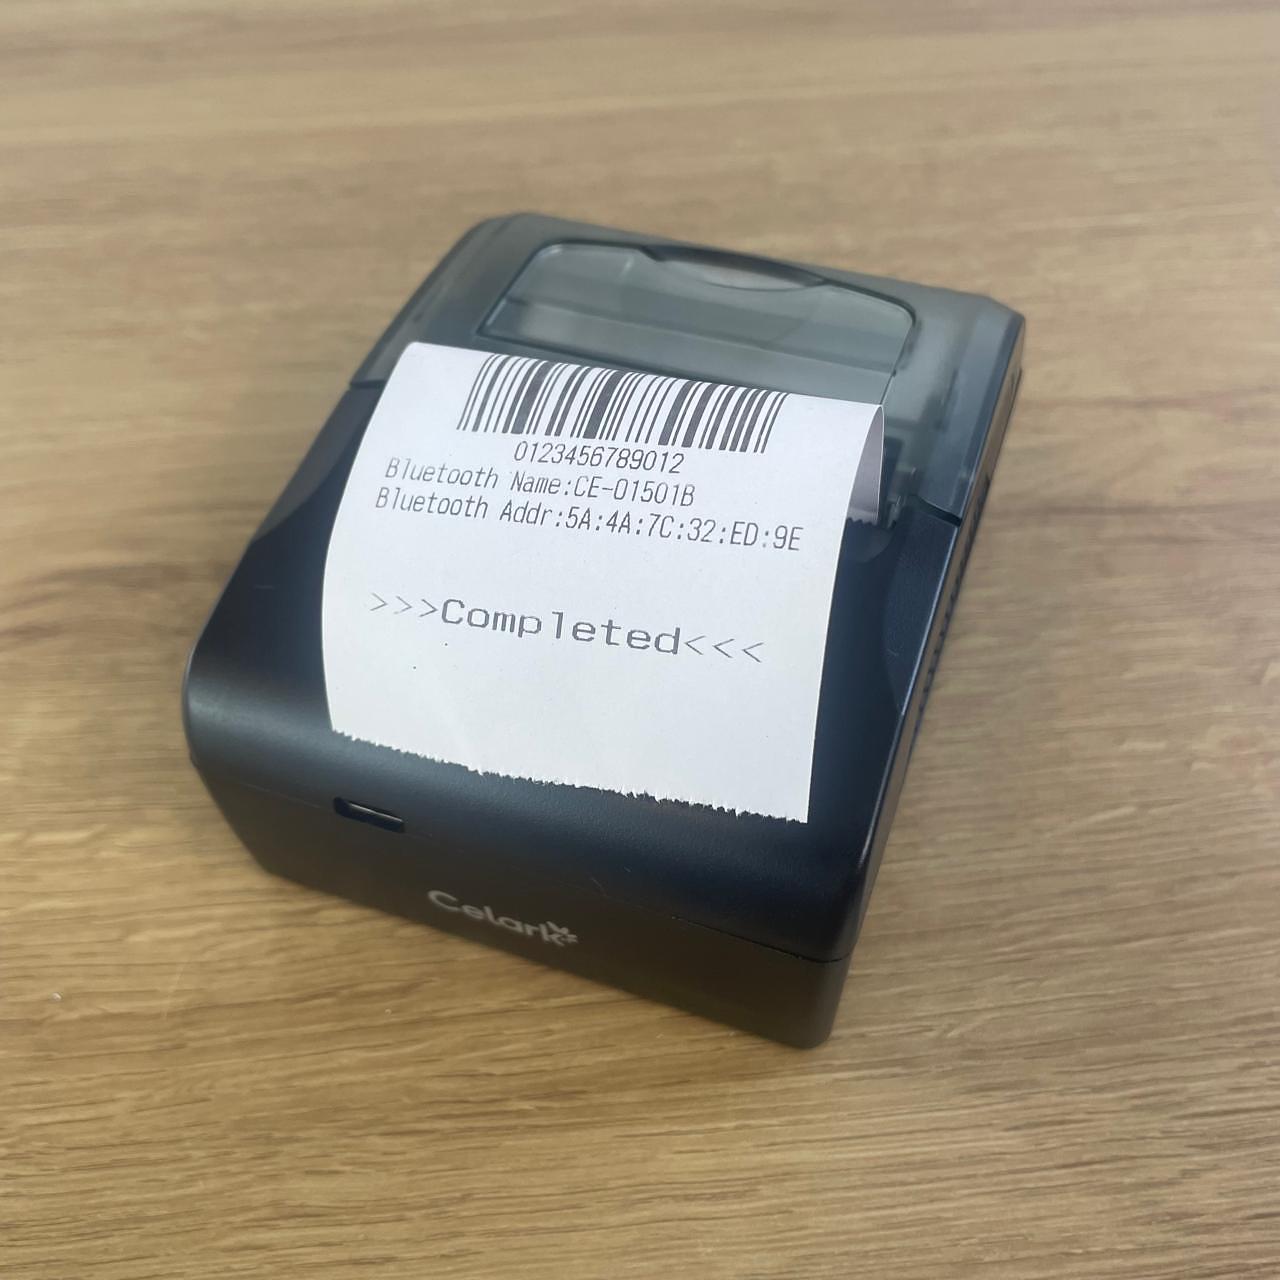 0123456789012
Bluetooth Name:CE-01501B
Bluetooth Addr:5A:4A:7C:32:ED:9E
>>>Completed<<<
Celark